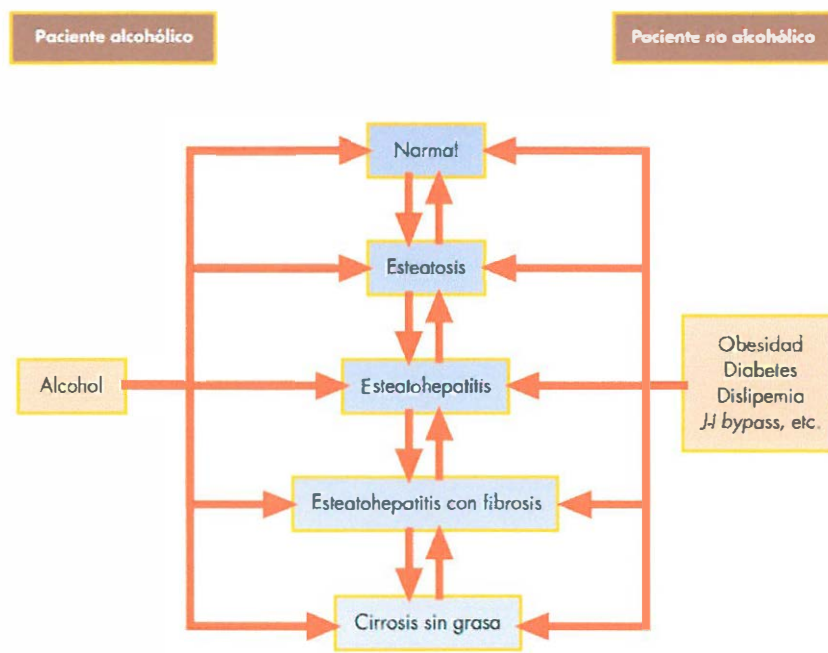 Paciente alcohólico
Paciente no alcohólico
Normal
Esteatosis
Alcohol
Esteatohepatitis
Obesidad
Diabetes
Dislipemia
J-I bypass, etc.
Esteatohepatitis con fibrosis
Cirrosis sin grasa